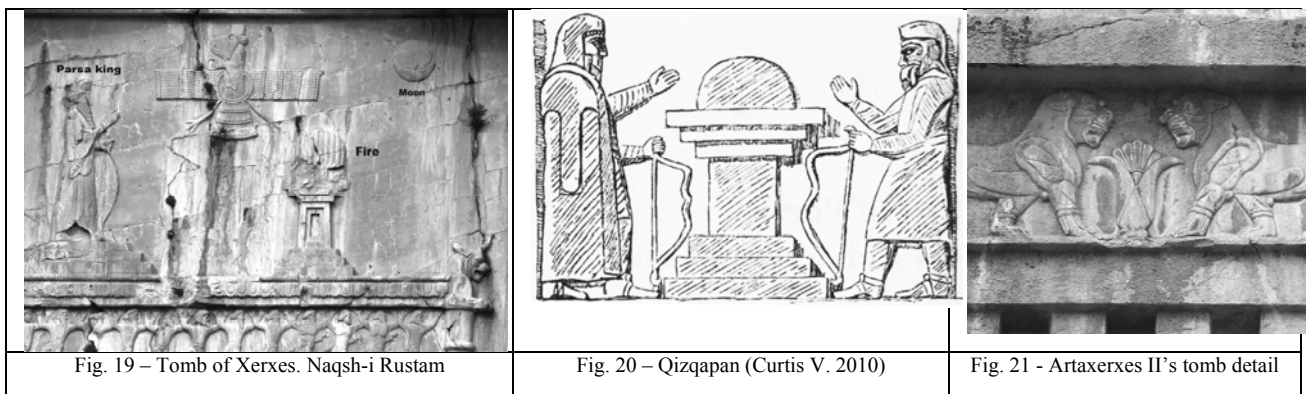 Parsa king
Moon
Fire
Fig. 19 – Tomb of Xerxes. Naqsh-i Rustam
Fig. 20 – Qizqapan (Curtis V. 2010)
Fig. 21 - Artaxerxes II’s tomb detail